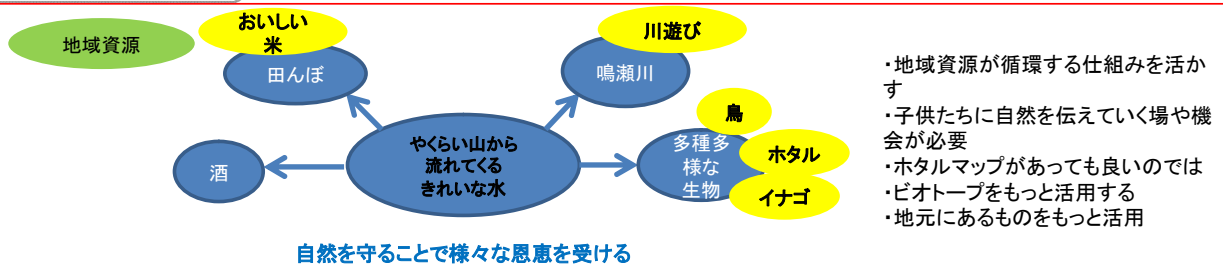 地域資源
おいしい
米
田んぼ
川遊び
鳴瀬川
鳥
多種多
様な
生物
ホタル
イナゴ
やくらい山から
流れてくる
きれいな水
酒
自然を守ることで様々な恩恵を受ける
・地域資源が循環する仕組みを活か
す
・子供たちに自然を伝えていく場や機
会が必要
・ホタルマップがあっても良いのでは
・ビオトープをもっと活用する
・地元にあるものをもっと活用